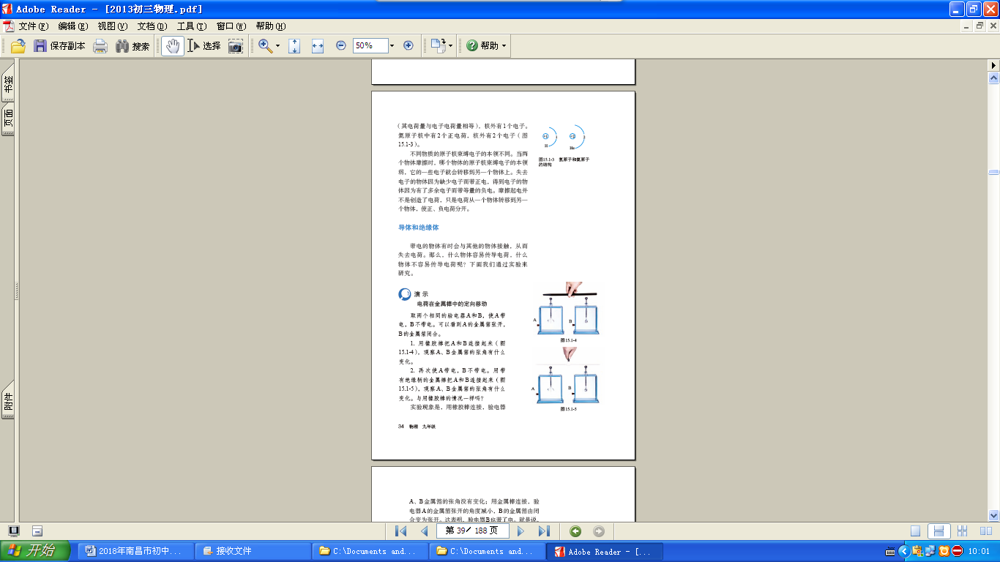 Adobe Reader - [2013初三物理.pdf]
文件(F) 编辑(E) 视图(V) 文档(D) 工具(T) 窗口(W) 帮助(H)
保存副本 搜索 选择 50% 帮助
书签
页面
附件
(其电荷量与电子电荷量相等),核外有1个电子。
氦原子核中有2个正电荷,核外有2个电子(图
15.1-3)。
不同物质的原子核束缚电子的本领不同。当两
个物体摩擦时,哪个物体的原子核束缚电子的本领
弱,它的一些电子就会转移到另一个物体上。失去
电子的物体因为缺少电子而带正电,得到电子的物
体因为有了多余电子而带等量的负电。摩擦起电并
不是创造了电荷,只是电荷从一个物体转移到另一
个物体,使正、负电荷分开。
+1 H +2 He
图15.1-3 氢原子和氦原子
的结构
导体和绝缘体
带电的物体有时会与其他的物体接触,从而
失去电荷。那么,什么物体容易传导电荷,什么
物体不容易传导电荷呢?下面我们通过实验来
研究。
演示
电荷在金属棒中的定向移动
取两个相同的验电器A和B,使A带
电,B不带电。可以看到A的金属箔张开,
B的金属箔闭合。
1. 用橡胶棒把A和B连接起来(图
15.1-4),观察A、B金属箔的张角有什么
变化。
2. 再次使A带电,B不带电。用带
有绝缘柄的金属棒把A和B连接起来(图
15.1-5),观察A、B金属箔的张角有什么
变化。与用橡胶棒的情况一样吗?
实验现象是,用橡胶棒连接,验电器
A B
图15.1-4
A B
图15.1-5
34 物理 九年级
A、B金属箔的张角没有变化;用金属棒连接,验
电器A的金属箔张开的角度减小,B的金属箔由闭
合变为张开。这表明,验电器B也带了电。就是说,
第 39/ 188 页
开始 2018年南昌市初中... 接收文件 C:\Documents and... C:\Documents and... Adobe Reader - [... 10:01